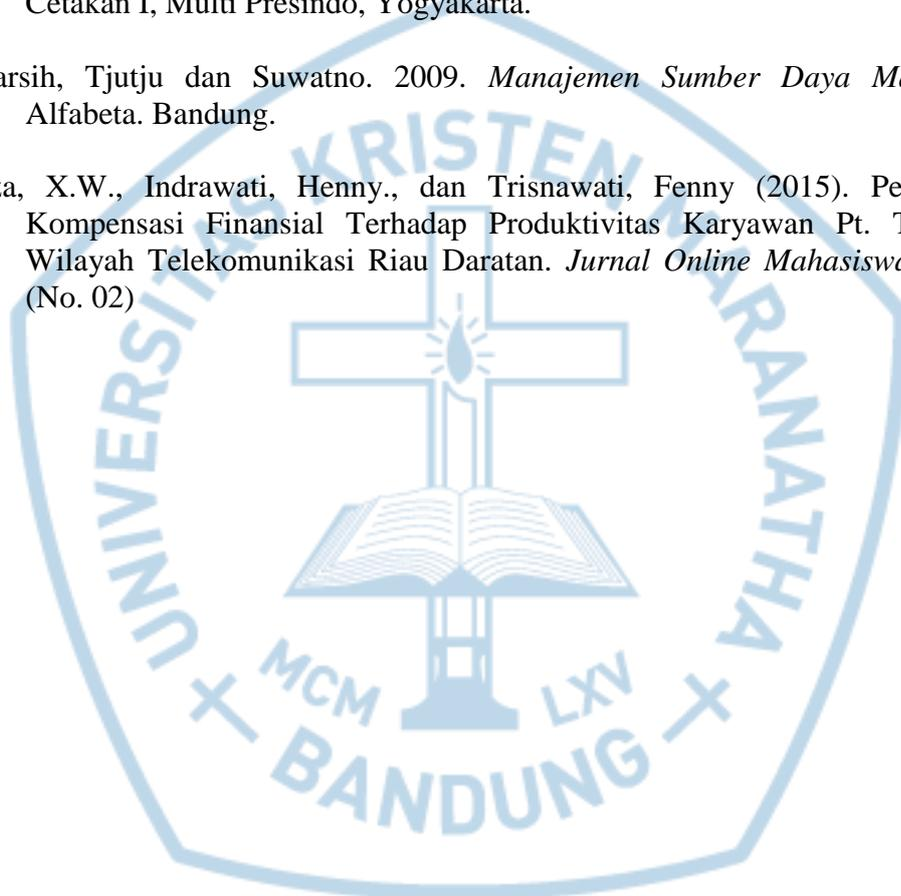 Cetakan I, Multi Presindo, Yogyakarta.
arsih, Tjutju dan Suwatno. 2009. Manajemen Sumber Daya M
Alfabeta. Bandung.
za, X.W., Indrawati, Henny., dan Trisnawati, Fenny (2015). Pe
Kompensasi Finansial Terhadap Produktivitas Karyawan Pt. T
Wilayah Telekomunikasi Riau Daratan. Jurnal Online Mahasiswa
(No. 02)
UNIVERSITAS KRISTEN MARANATHA
MCM LXV
BANDUNG